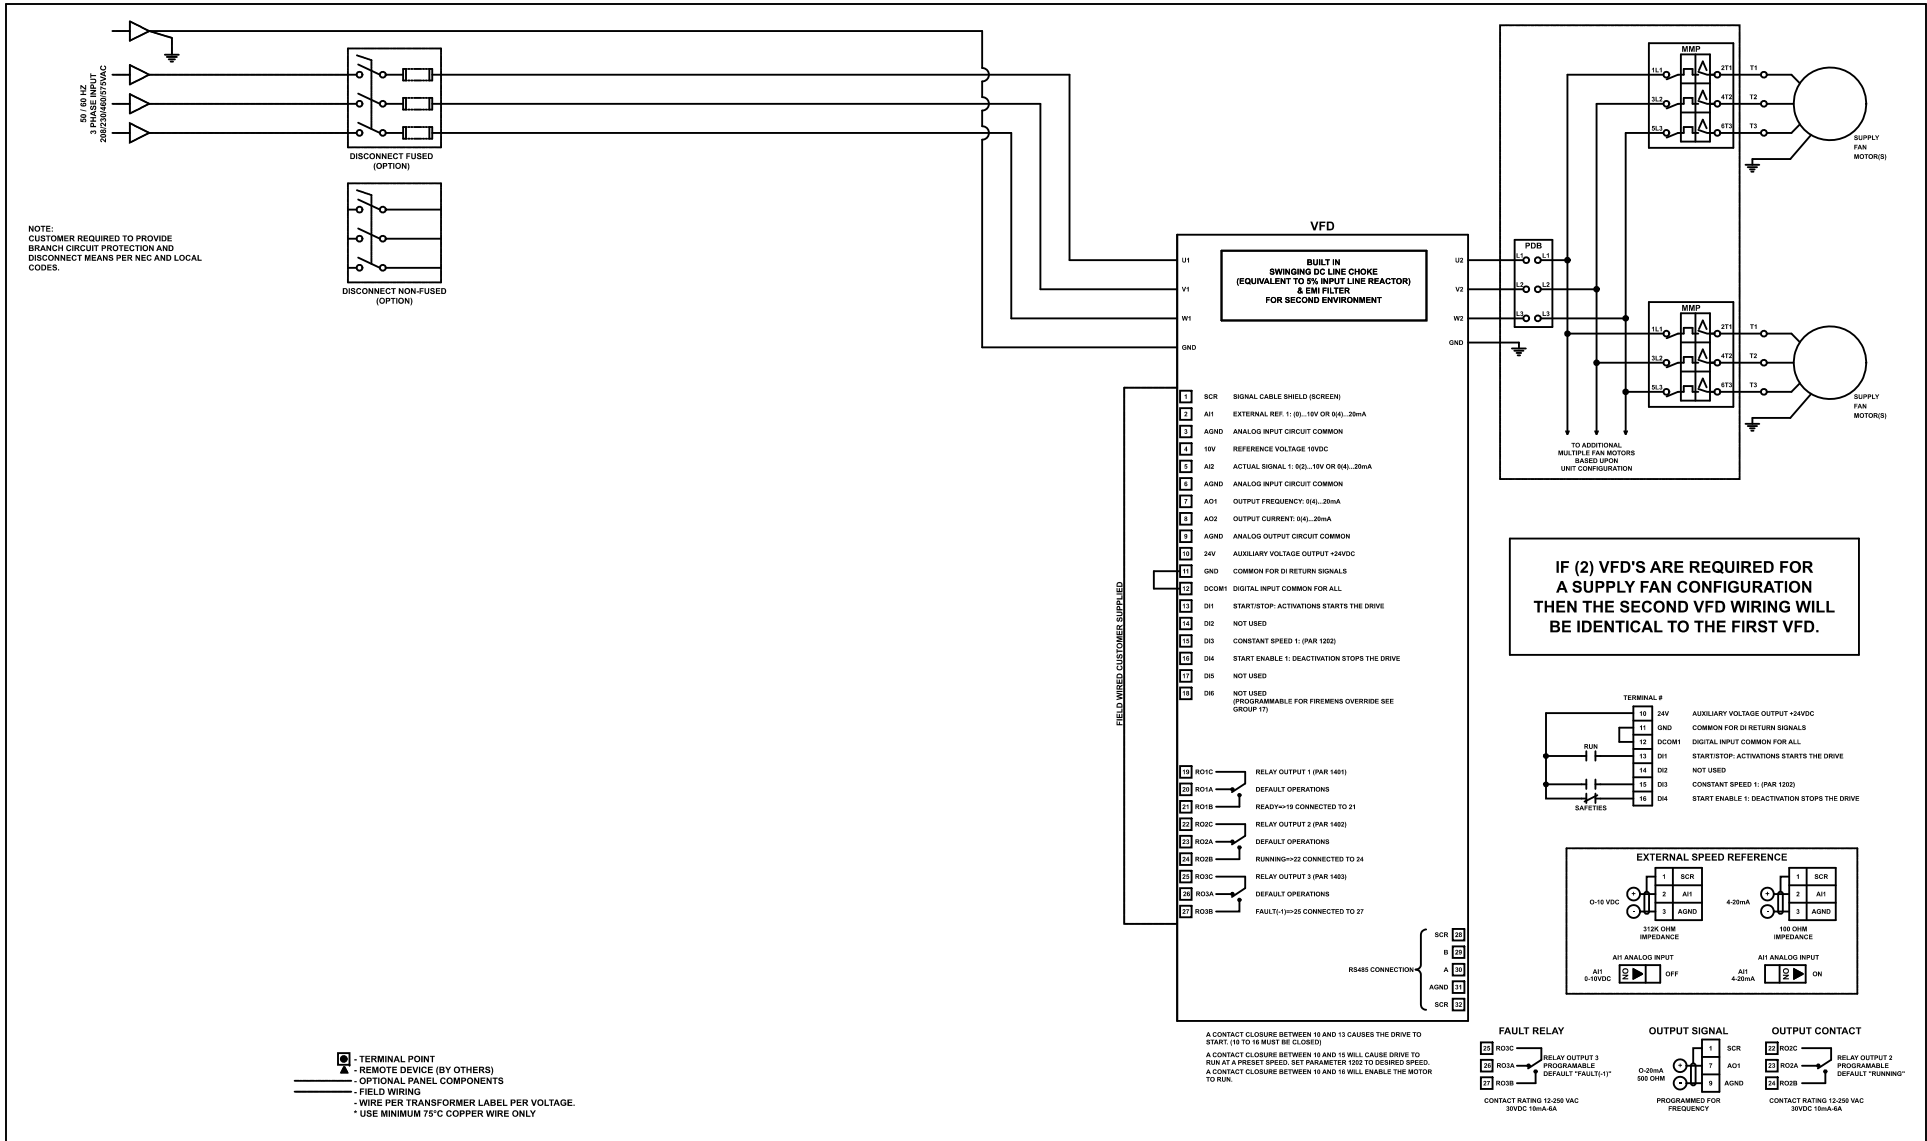 50 / 60 HZ
3 PHASE INPUT
208/230/460/575VAC
DISCONNECT FUSED
(OPTION)
DISCONNECT NON-FUSED
(OPTION)
NOTE:
CUSTOMER REQUIRED TO PROVIDE
BRANCH CIRCUIT PROTECTION AND
DISCONNECT MEANS PER NEC AND LOCAL
CODES.
VFD
BUILT IN
SWINGING DC LINE CHOKE
(EQUIVALENT TO 5% INPUT LINE REACTOR)
& EMI FILTER
FOR SECOND ENVIRONMENT
U1
V1
W1
GND
U2
V2
W2
GND
PDB
L1 L1
L2 L2
L3 L3
MMP
1L1 2T1 T1
3L2 4T2 T2
5L3 6T3 T3
SUPPLY
FAN
MOTOR(S)
MMP
1L1 2T1 T1
3L2 4T2 T2
5L3 6T3 T3
SUPPLY
FAN
MOTOR(S)
TO ADDITIONAL
MULTIPLE FAN MOTORS
BASED UPON
UNIT CONFIGURATION
FIELD WIRED CUSTOMER SUPPLIED
1 SCR SIGNAL CABLE SHIELD (SCREEN)
2 AI1 EXTERNAL REF. 1: (0)...10V OR 0(4)...20mA
3 AGND ANALOG INPUT CIRCUIT COMMON
4 10V REFERENCE VOLTAGE 10VDC
5 AI2 ACTUAL SIGNAL 1: 0(2)...10V OR 0(4)...20mA
6 AGND ANALOG INPUT CIRCUIT COMMON
7 AO1 OUTPUT FREQUENCY: 0(4)...20mA
8 AO2 OUTPUT CURRENT: 0(4)...20mA
9 AGND ANALOG OUTPUT CIRCUIT COMMON
10 24V AUXILIARY VOLTAGE OUTPUT +24VDC
11 GND COMMON FOR DI RETURN SIGNALS
12 DCOM1 DIGITAL INPUT COMMON FOR ALL
13 DI1 START/STOP: ACTIVATIONS STARTS THE DRIVE
14 DI2 NOT USED
15 DI3 CONSTANT SPEED 1: (PAR 1202)
16 DI4 START ENABLE 1: DEACTIVATION STOPS THE DRIVE
17 DI5 NOT USED
18 DI6 NOT USED
(PROGRAMMABLE FOR FIREMENS OVERRIDE SEE
GROUP 17)
19 RO1C RELAY OUTPUT 1 (PAR 1401)
20 RO1A DEFAULT OPERATIONS
21 RO1B READY=>19 CONNECTED TO 21
22 RO2C RELAY OUTPUT 2 (PAR 1402)
23 RO2A DEFAULT OPERATIONS
24 RO2B RUNNING=>22 CONNECTED TO 24
25 RO3C RELAY OUTPUT 3 (PAR 1403)
26 RO3A DEFAULT OPERATIONS
27 RO3B FAULT(-1)=>25 CONNECTED TO 27
RS485 CONNECTION
SCR 28
B 29
A 30
AGND 31
SCR 32
A CONTACT CLOSURE BETWEEN 10 AND 13 CAUSES THE DRIVE TO
START. (10 TO 16 MUST BE CLOSED)
A CONTACT CLOSURE BETWEEN 10 AND 15 WILL CAUSE DRIVE TO
RUN AT A PRESET SPEED. SET PARAMETER 1202 TO DESIRED SPEED.
A CONTACT CLOSURE BETWEEN 10 AND 16 WILL ENABLE THE MOTOR
TO RUN.
IF (2) VFD'S ARE REQUIRED FOR
A SUPPLY FAN CONFIGURATION
THEN THE SECOND VFD WIRING WILL
BE IDENTICAL TO THE FIRST VFD.
TERMINAL #
10 24V AUXILIARY VOLTAGE OUTPUT +24VDC
11 GND COMMON FOR DI RETURN SIGNALS
12 DCOM1 DIGITAL INPUT COMMON FOR ALL
RUN
13 DI1 START/STOP: ACTIVATIONS STARTS THE DRIVE
14 DI2 NOT USED
15 DI3 CONSTANT SPEED 1: (PAR 1202)
16 DI4 START ENABLE 1: DEACTIVATION STOPS THE DRIVE
SAFETIES
EXTERNAL SPEED REFERENCE
O-10 VDC
+
-
1 SCR
2 AI1
3 AGND
312K OHM
IMPEDANCE
4-20mA
+
-
1 SCR
2 AI1
3 AGND
100 OHM
IMPEDANCE
AI1 ANALOG INPUT
AI1
0-10VDC
ON
OFF
AI1 ANALOG INPUT
AI1
4-20mA
ON
ON
FAULT RELAY
25 RO3C
26 RO3A
27 RO3B
RELAY OUTPUT 3
PROGRAMABLE
DEFAULT "FAULT(-1)"
CONTACT RATING 12-250 VAC
30VDC 10mA-6A
OUTPUT SIGNAL
O-20mA
500 OHM
+
-
1 SCR
7 AO1
9 AGND
PROGRAMMED FOR
FREQUENCY
OUTPUT CONTACT
22 RO2C
23 RO2A
24 RO2B
RELAY OUTPUT 2
PROGRAMABLE
DEFAULT "RUNNING"
CONTACT RATING 12-250 VAC
30VDC 10mA-6A
- TERMINAL POINT
- REMOTE DEVICE (BY OTHERS)
- OPTIONAL PANEL COMPONENTS
- FIELD WIRING
- WIRE PER TRANSFORMER LABEL PER VOLTAGE.
* USE MINIMUM 75°C COPPER WIRE ONLY